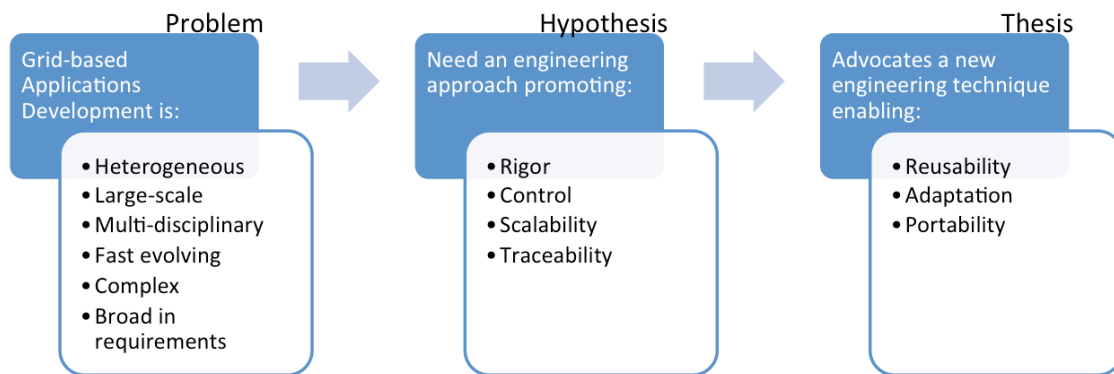 Problem
Grid-based
Applications
Development is:
• Heterogeneous
• Large-scale
• Multi-disciplinary
• Fast evolving
• Complex
• Broad in
requirements
Hypothesis
Need an engineering
approach promoting:
• Rigor
• Control
• Scalability
• Traceability
Thesis
Advocates a new
engineering technique
enabling:
• Reusability
• Adaptation
• Portability